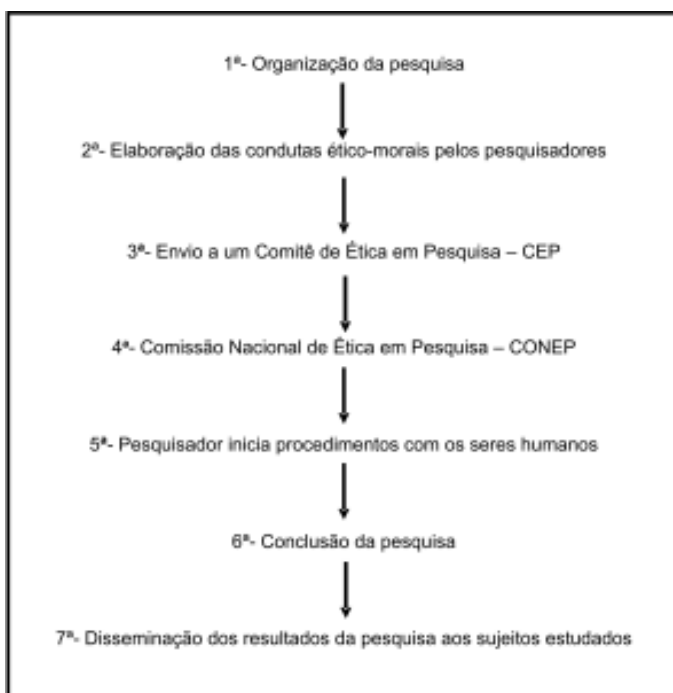 1ª- Organização da pesquisa
2ª- Elaboração das condutas ético-morais pelos pesquisadores
3ª- Envio a um Comitê de Ética em Pesquisa – CEP
4ª- Comissão Nacional de Ética em Pesquisa – CONEP
5ª- Pesquisador inicia procedimentos com os seres humanos
6ª- Conclusão da pesquisa
7ª- Disseminação dos resultados da pesquisa aos sujeitos estudados